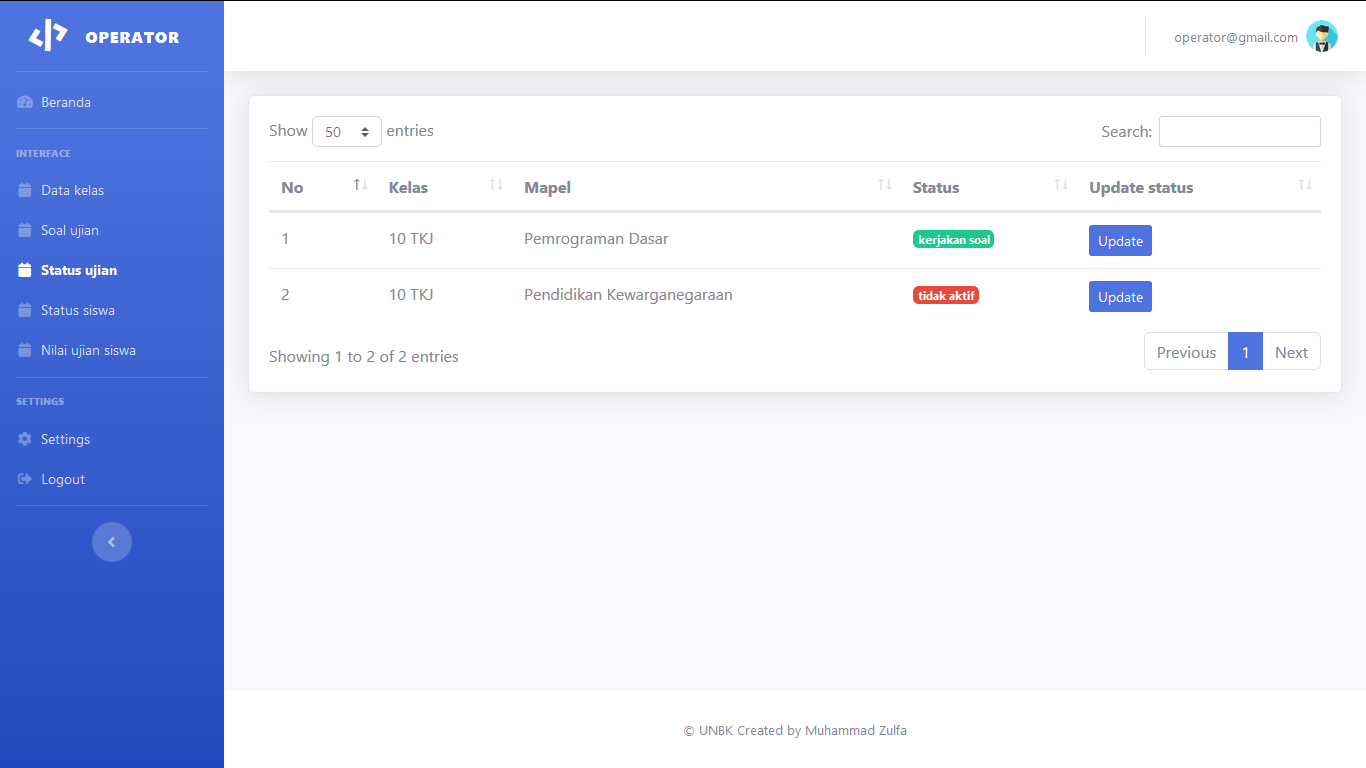 OPERATOR
operator@gmail.com
Beranda
INTERFACE
Data kelas
Soal ujian
Status ujian
Status siswa
Nilai ujian siswa
SETTINGS
Settings
Logout
Show 50 entries
Search:
No Kelas Mapel Status Update status
1 10 TKJ Pemrograman Dasar kerjakan soal Update
2 10 TKJ Pendidikan Kewarganegaraan tidak aktif Update
Showing 1 to 2 of 2 entries
Previous 1 Next
© UNBK Created by Muhammad Zulfa